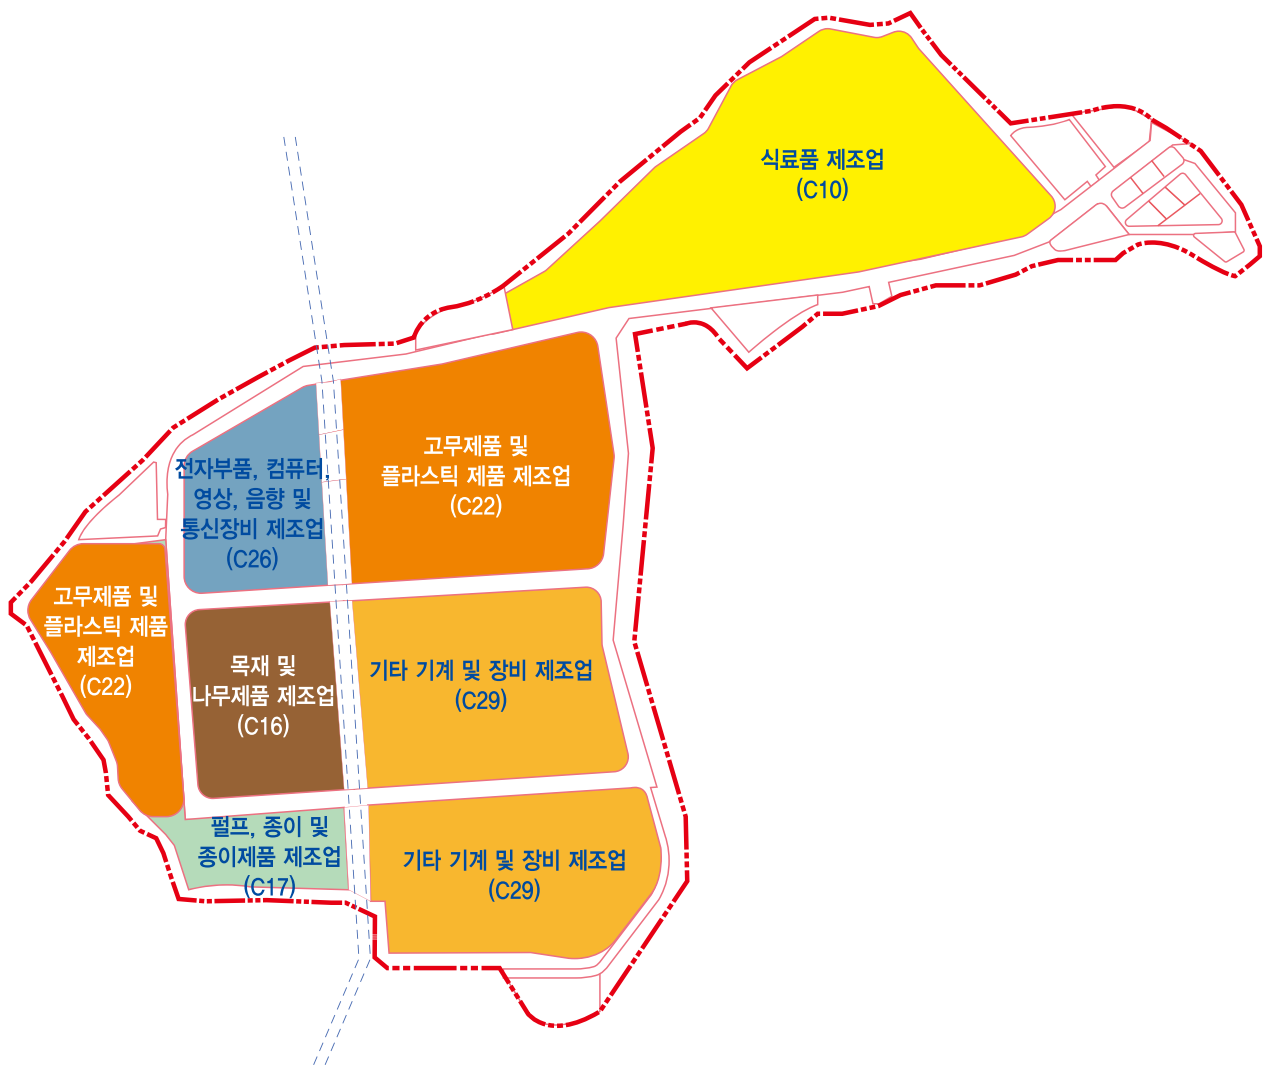 식료품 제조업
(C10)
고무제품 및
플라스틱 제품 제조업
(C22)
전자부품, 컴퓨터,
영상, 음향 및
통신장비 제조업
(C26)
고무제품 및
플라스틱 제품
제조업
(C22)
목재 및
나무제품 제조업
(C16)
기타 기계 및 장비 제조업
(C29)
펄프, 종이 및
종이제품 제조업
(C17)
기타 기계 및 장비 제조업
(C29)